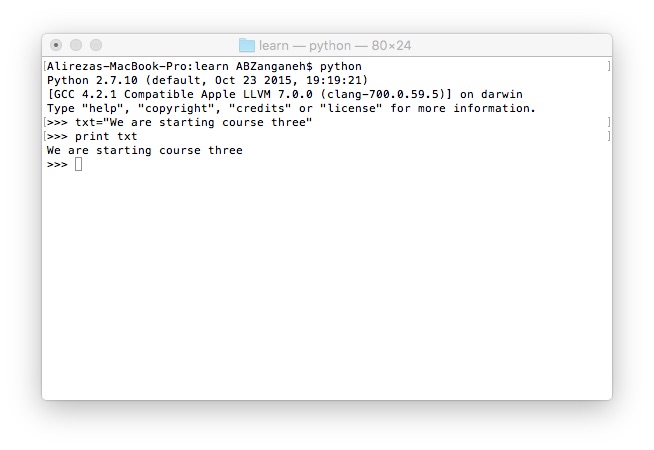 learn — python — 80×24
Alirezas-MacBook-Pro:learn ABZanganeh$ python
Python 2.7.10 (default, Oct 23 2015, 19:19:21)
[GCC 4.2.1 Compatible Apple LLVM 7.0.0 (clang-700.0.59.5)] on darwin
Type "help", "copyright", "credits" or "license" for more information.
>>> txt="We are starting course three"
>>> print txt
We are starting course three
>>>